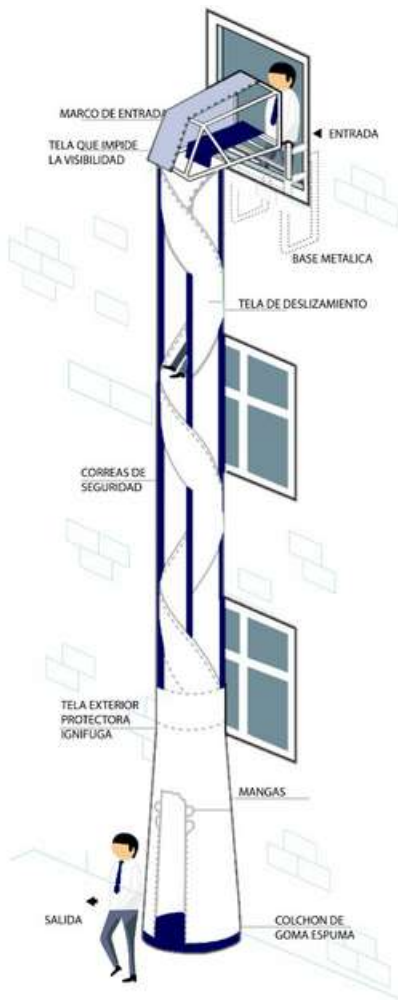 MARCO DE ENTRADA
ENTRADA
TELA QUE IMPIDE
LA VISIBILIDAD
BASE METALICA
TELA DE DESLIZAMIENTO
CORREAS DE
SEGURIDAD
TELA EXTERIOR
PROTECTORA
IGNIFUGA
MANGAS
SALIDA
COLCHON DE
GOMA ESPUMA